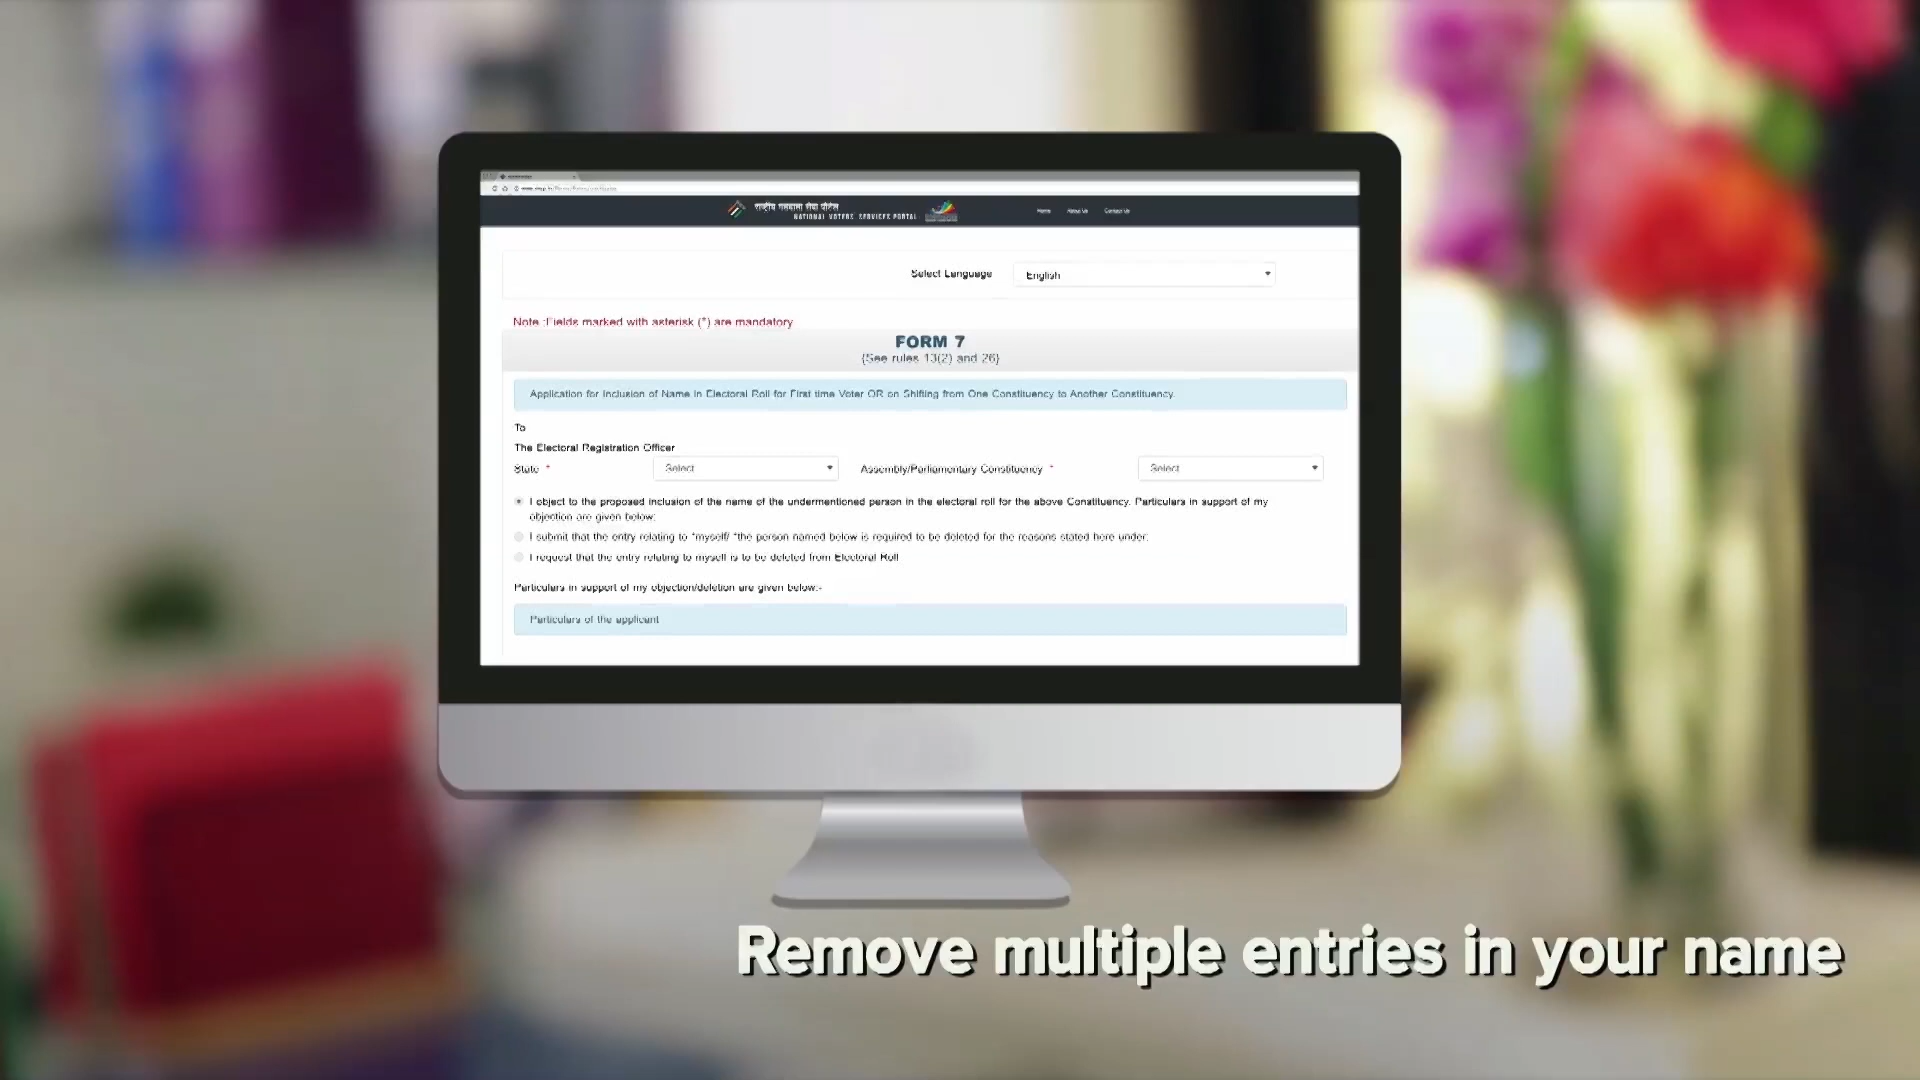 राष्ट्रीय मतदाता सेवा पोर्टल
NATIONAL VOTERS' SERVICES PORTAL
Home About Us Contact Us
Select Language English
Note :Fields marked with asterisk (*) are mandatory
FORM 7
{See rules 13(2) and 26}
Application for Inclusion of Name in Electoral Roll for First time Voter OR on Shifting from One Constituency to Another Constituency.
To
The Electoral Registration Officer
State * Select Assembly/Parliamentary Constituency * Select
I object to the proposed inclusion of the name of the undermentioned person in the electoral roll for the above Constituency. Particulars in support of my
objection are given below:
I submit that the entry relating to *myself/ *the person named below is required to be deleted for the reasons stated here under:
I request that the entry relating to myself is to be deleted from Electoral Roll
Particulars in support of my objection/deletion are given below:-
Particulars of the applicant
Remove multiple entries in your name